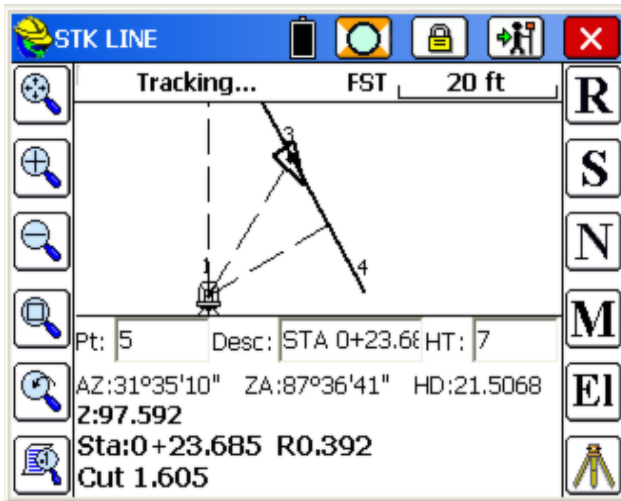 STK LINE
Tracking... FST 20 ft
R
S
N
M
El
3
4
1
Pt: 5 Desc: STA 0+23.68 HT: 7
AZ:31°35'10" ZA:87°36'41" HD:21.5068
Z:97.592
Sta:0+23.685 R0.392
Cut 1.605